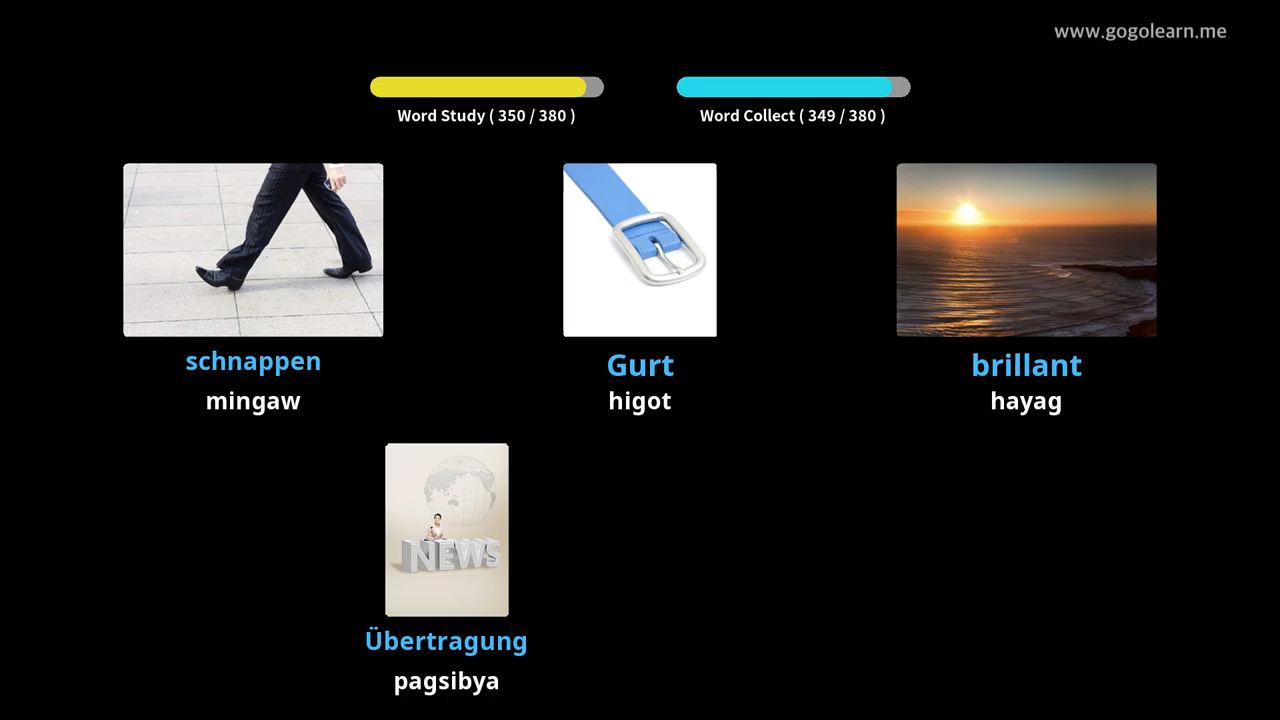 www.gogolearn.me
Word Study ( 350 / 380 )
Word Collect ( 349 / 380 )
schnappen
mingaw
Gurt
higot
brillant
hayag
NEWS
Übertragung
pagsibya